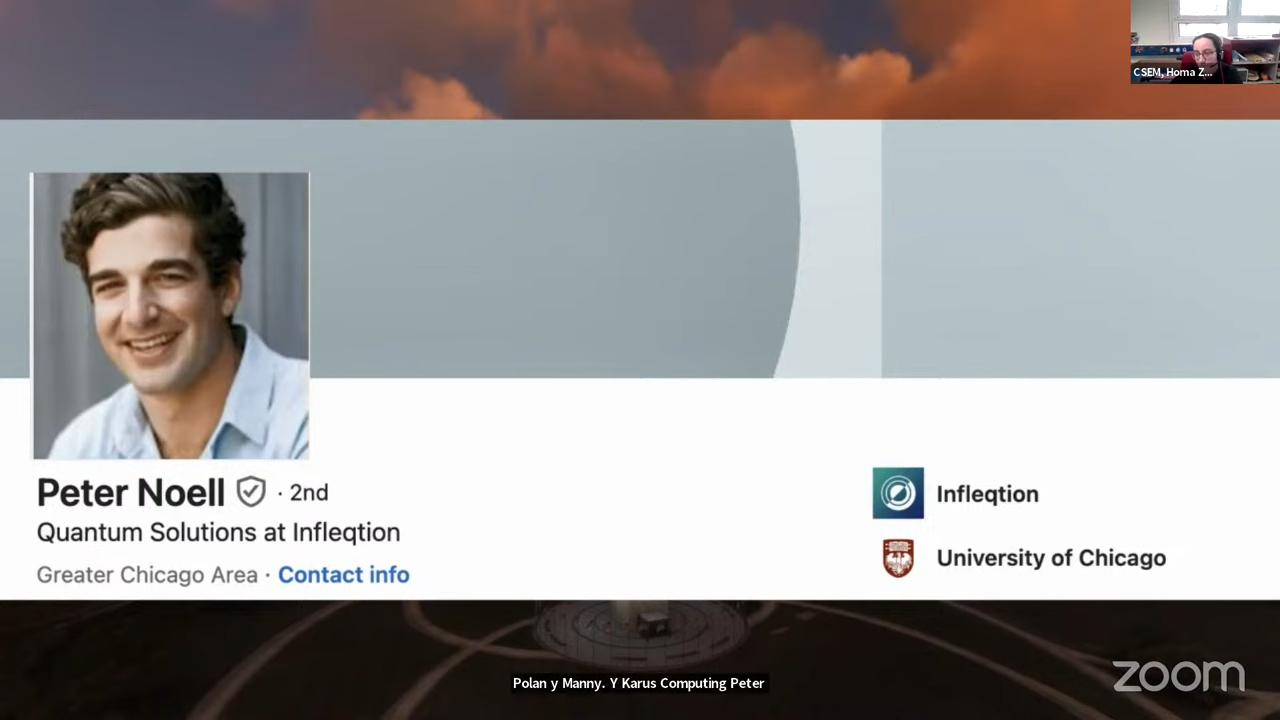 CSEM, Homa Z...
Peter Noell · 2nd
Quantum Solutions at Infleqtion
Greater Chicago Area · Contact info
Infleqtion
University of Chicago
Polan y Manny. Y Karus Computing Peter
zoom